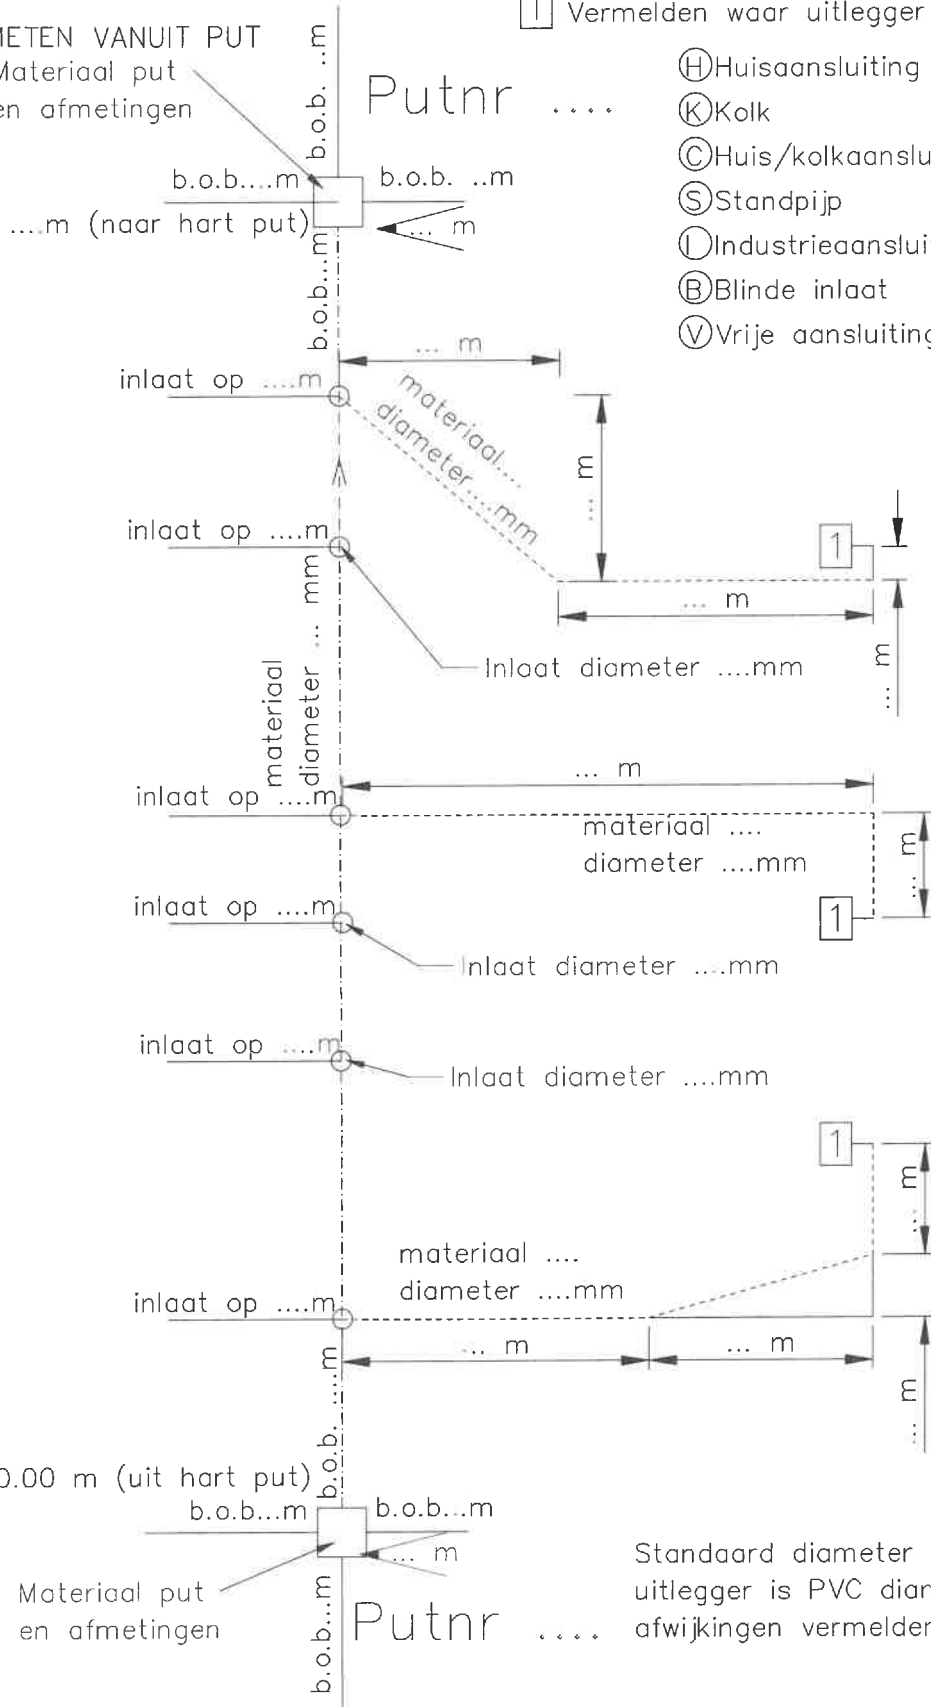 1 Vermelden waar uitlegger
METEN VANUIT PUT
Materiaal put
en afmetingen
b.o.b. ..m
Putnr ....
H Huisaansluiting
K Kolk
C Huis/kolkaanslu
S Standpijp
I Industrieaanslui
B Blinde inlaat
V Vrije aansluiting
b.o.b....m
b.o.b. ..m
....m (naar hart put)
... m
b.o.b...m
... m
inlaat op ....m
materiaal....
diameter....mm
... m
inlaat op ....m
1
... m
... m
Inlaat diameter ....mm
materiaal
diameter ... mm
... m
inlaat op ....m
materiaal ....
diameter ....mm
... m
inlaat op ....m
1
Inlaat diameter ....mm
inlaat op ....m
Inlaat diameter ....mm
1
... m
materiaal ....
diameter ....mm
inlaat op ....m
... m
... m
... m
b.o.b. ....m
0.00 m (uit hart put)
b.o.b...m
b.o.b...m
... m
Materiaal put
en afmetingen
b.o.b...m
Putnr ....
Standaard diameter
uitlegger is PVC diam
afwijkingen vermelden